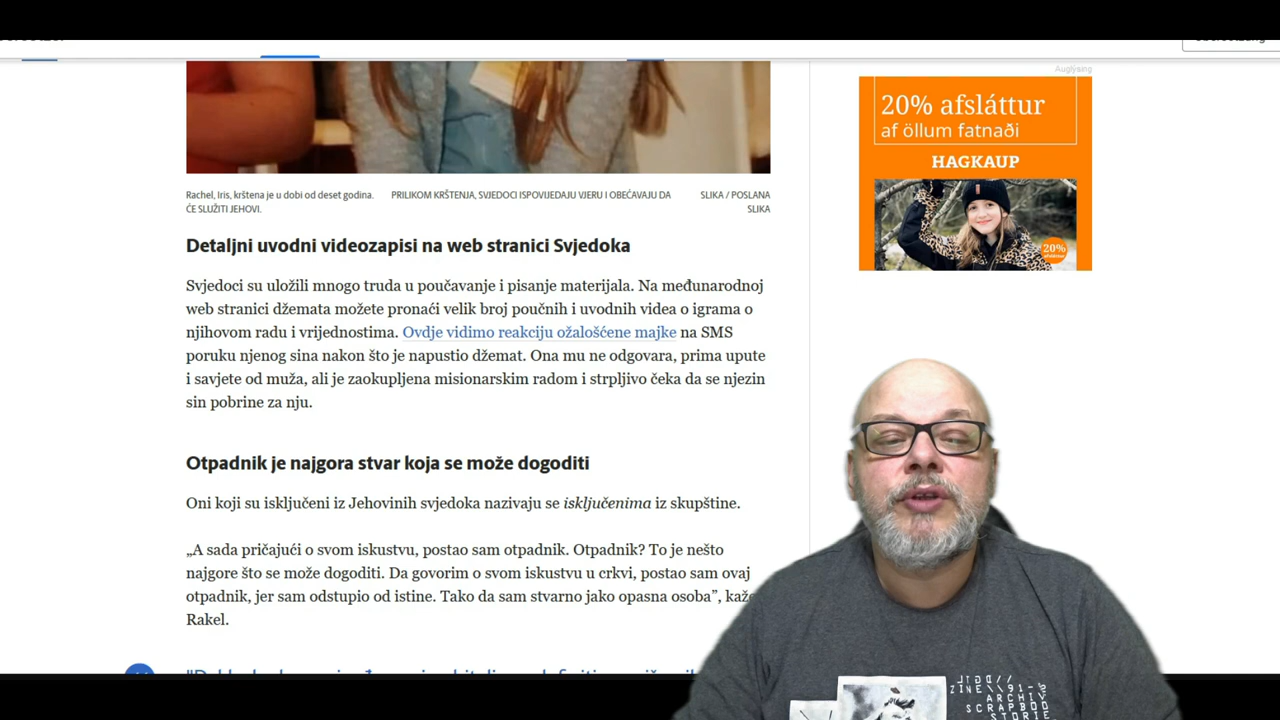 Auglýsing
20% afsláttur
af öllum fatnaði
HAGKAUP
20%
afsláttur
Rachel, Iris, krštena je u dobi od deset godina.
PRILIKOM KRŠTENJA, SVJEDOCI ISPOVIJEDAJU VJERU I OBEĆAVAJU DA
SLIKA / POSLANA
ĆE SLUŽITI JEHOVI.
SLIKA
Detaljni uvodni videozapisi na web stranici Svjedoka
Svjedoci su uložili mnogo truda u poučavanje i pisanje materijala. Na međunarodnoj
web stranici džemata možete pronaći velik broj poučnih i uvodnih videa o igrama o
njihovom radu i vrijednostima. Ovdje vidimo reakciju ožalošćene majke na SMS
poruku njenog sina nakon što je napustio džemat. Ona mu ne odgovara, prima upute
i savjete od muža, ali je zaokupljena misionarskim radom i strpljivo čeka da se njezin
sin pobrine za nju.
Otpadnik je najgora stvar koja se može dogoditi
Oni koji su isključeni iz Jehovinih svjedoka nazivaju se isključenima iz skupštine.
„A sada pričajući o svom iskustvu, postao sam otpadnik. Otpadnik? To je nešto
najgore što se može dogoditi. Da govorim o svom iskustvu u crkvi, postao sam ovaj
otpadnik, jer sam odstupio od istine. Tako da sam stvarno jako opasna osoba”, kaže
Rakel.
ZINE\\91-%
ARCHIV
SCRAPBOO
STORIE